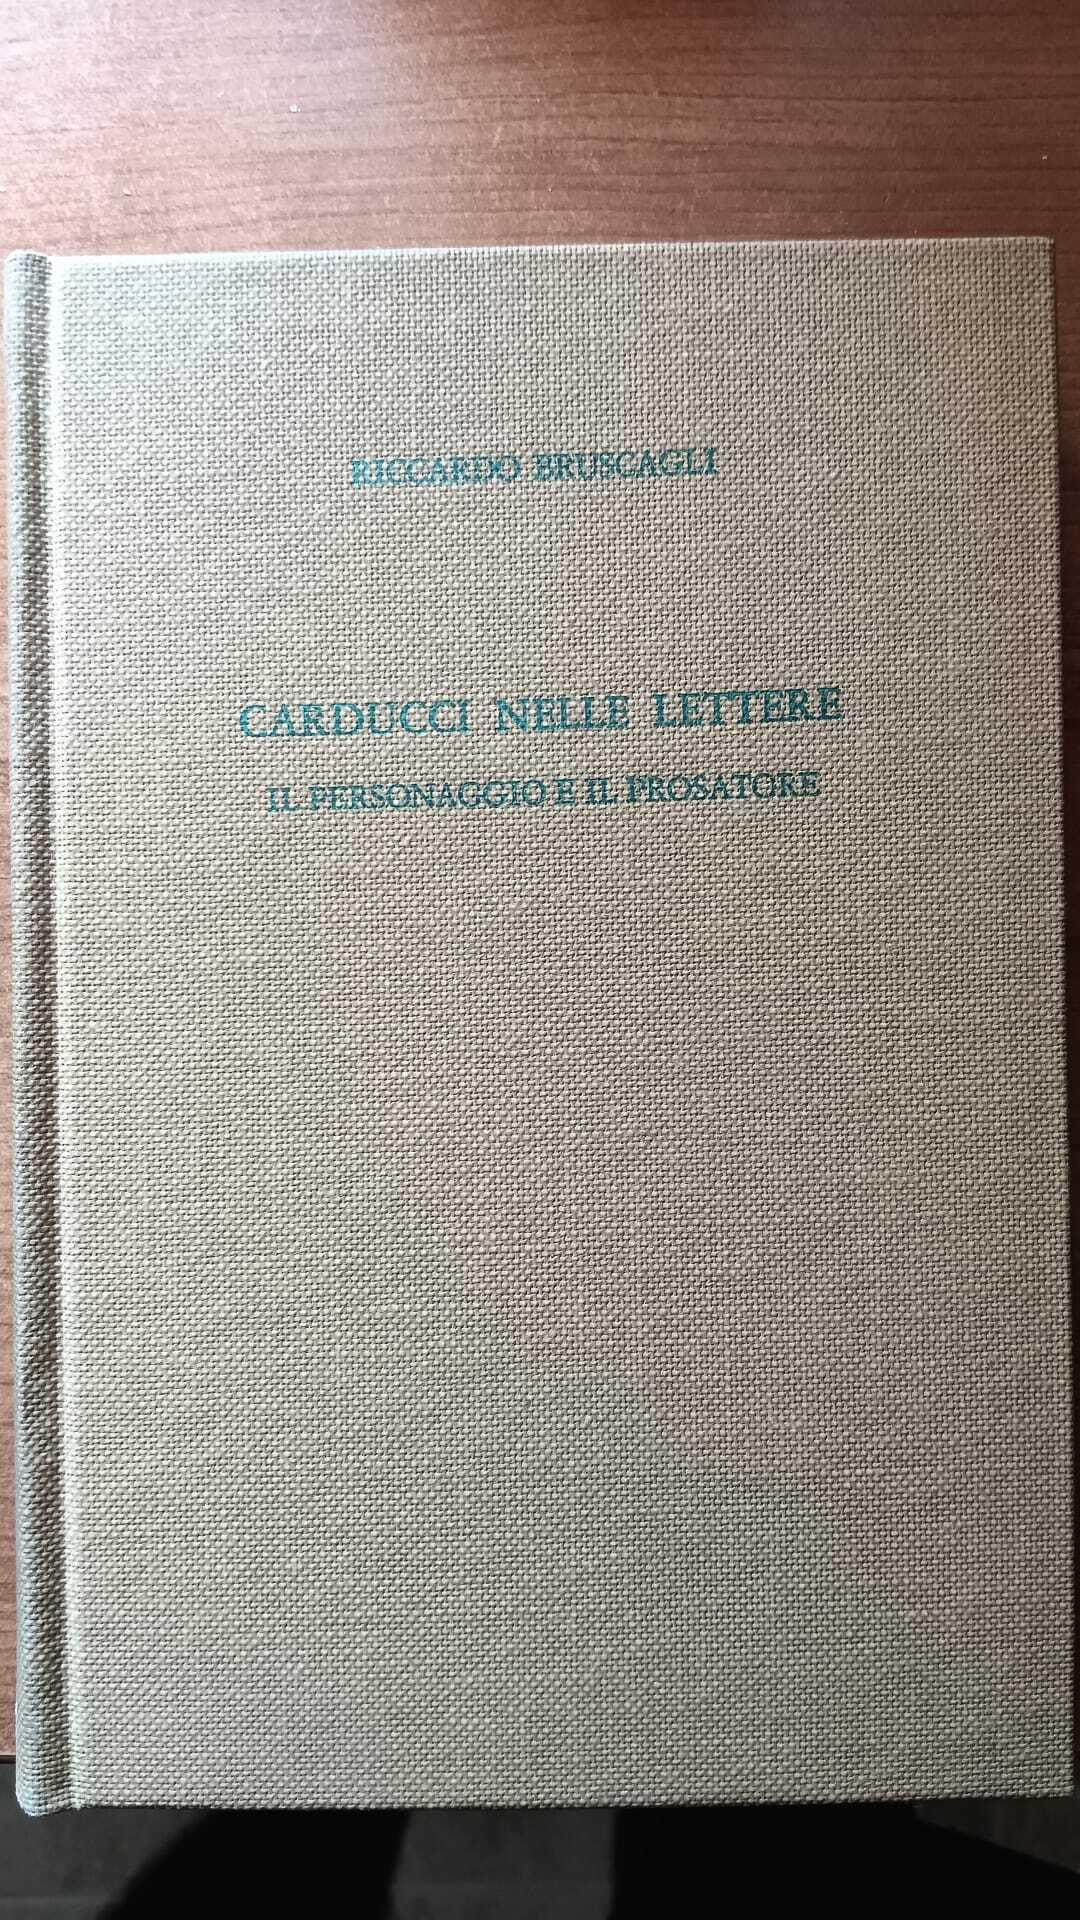 RICCARDO BRUSCAGLI
CARDUCCI NELLE LETTERE
IL PERSONAGGIO E IL PROSATORE